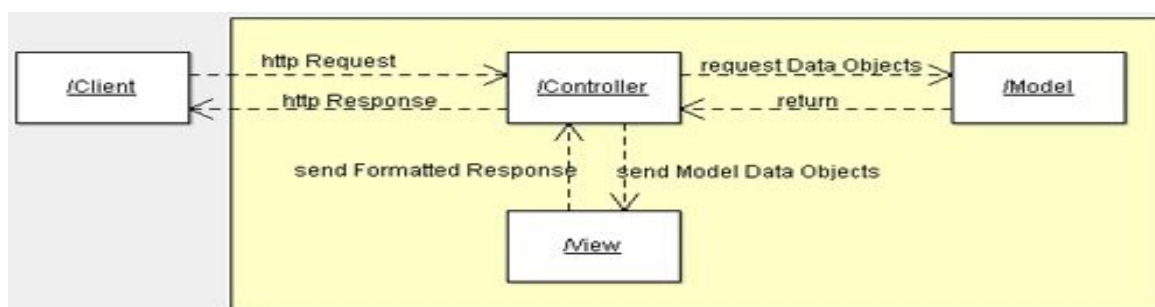 http Request
request Data Objects
/Client
/Controller
/Model
http Response
return
send Formatted Response
send Model Data Objects
/View